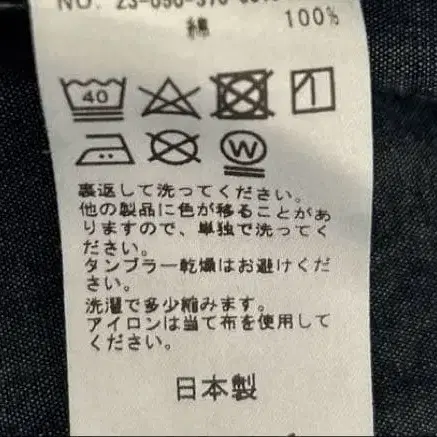 綿 100%
40
W
裏返して洗ってください。
他の製品に色が移ることがあ
りますので、単独で洗ってく
ださい。
タンブラー乾燥はお避けくだ
さい。
洗濯で多少縮みます。
アイロンは当て布を使用して
ください。
日本製